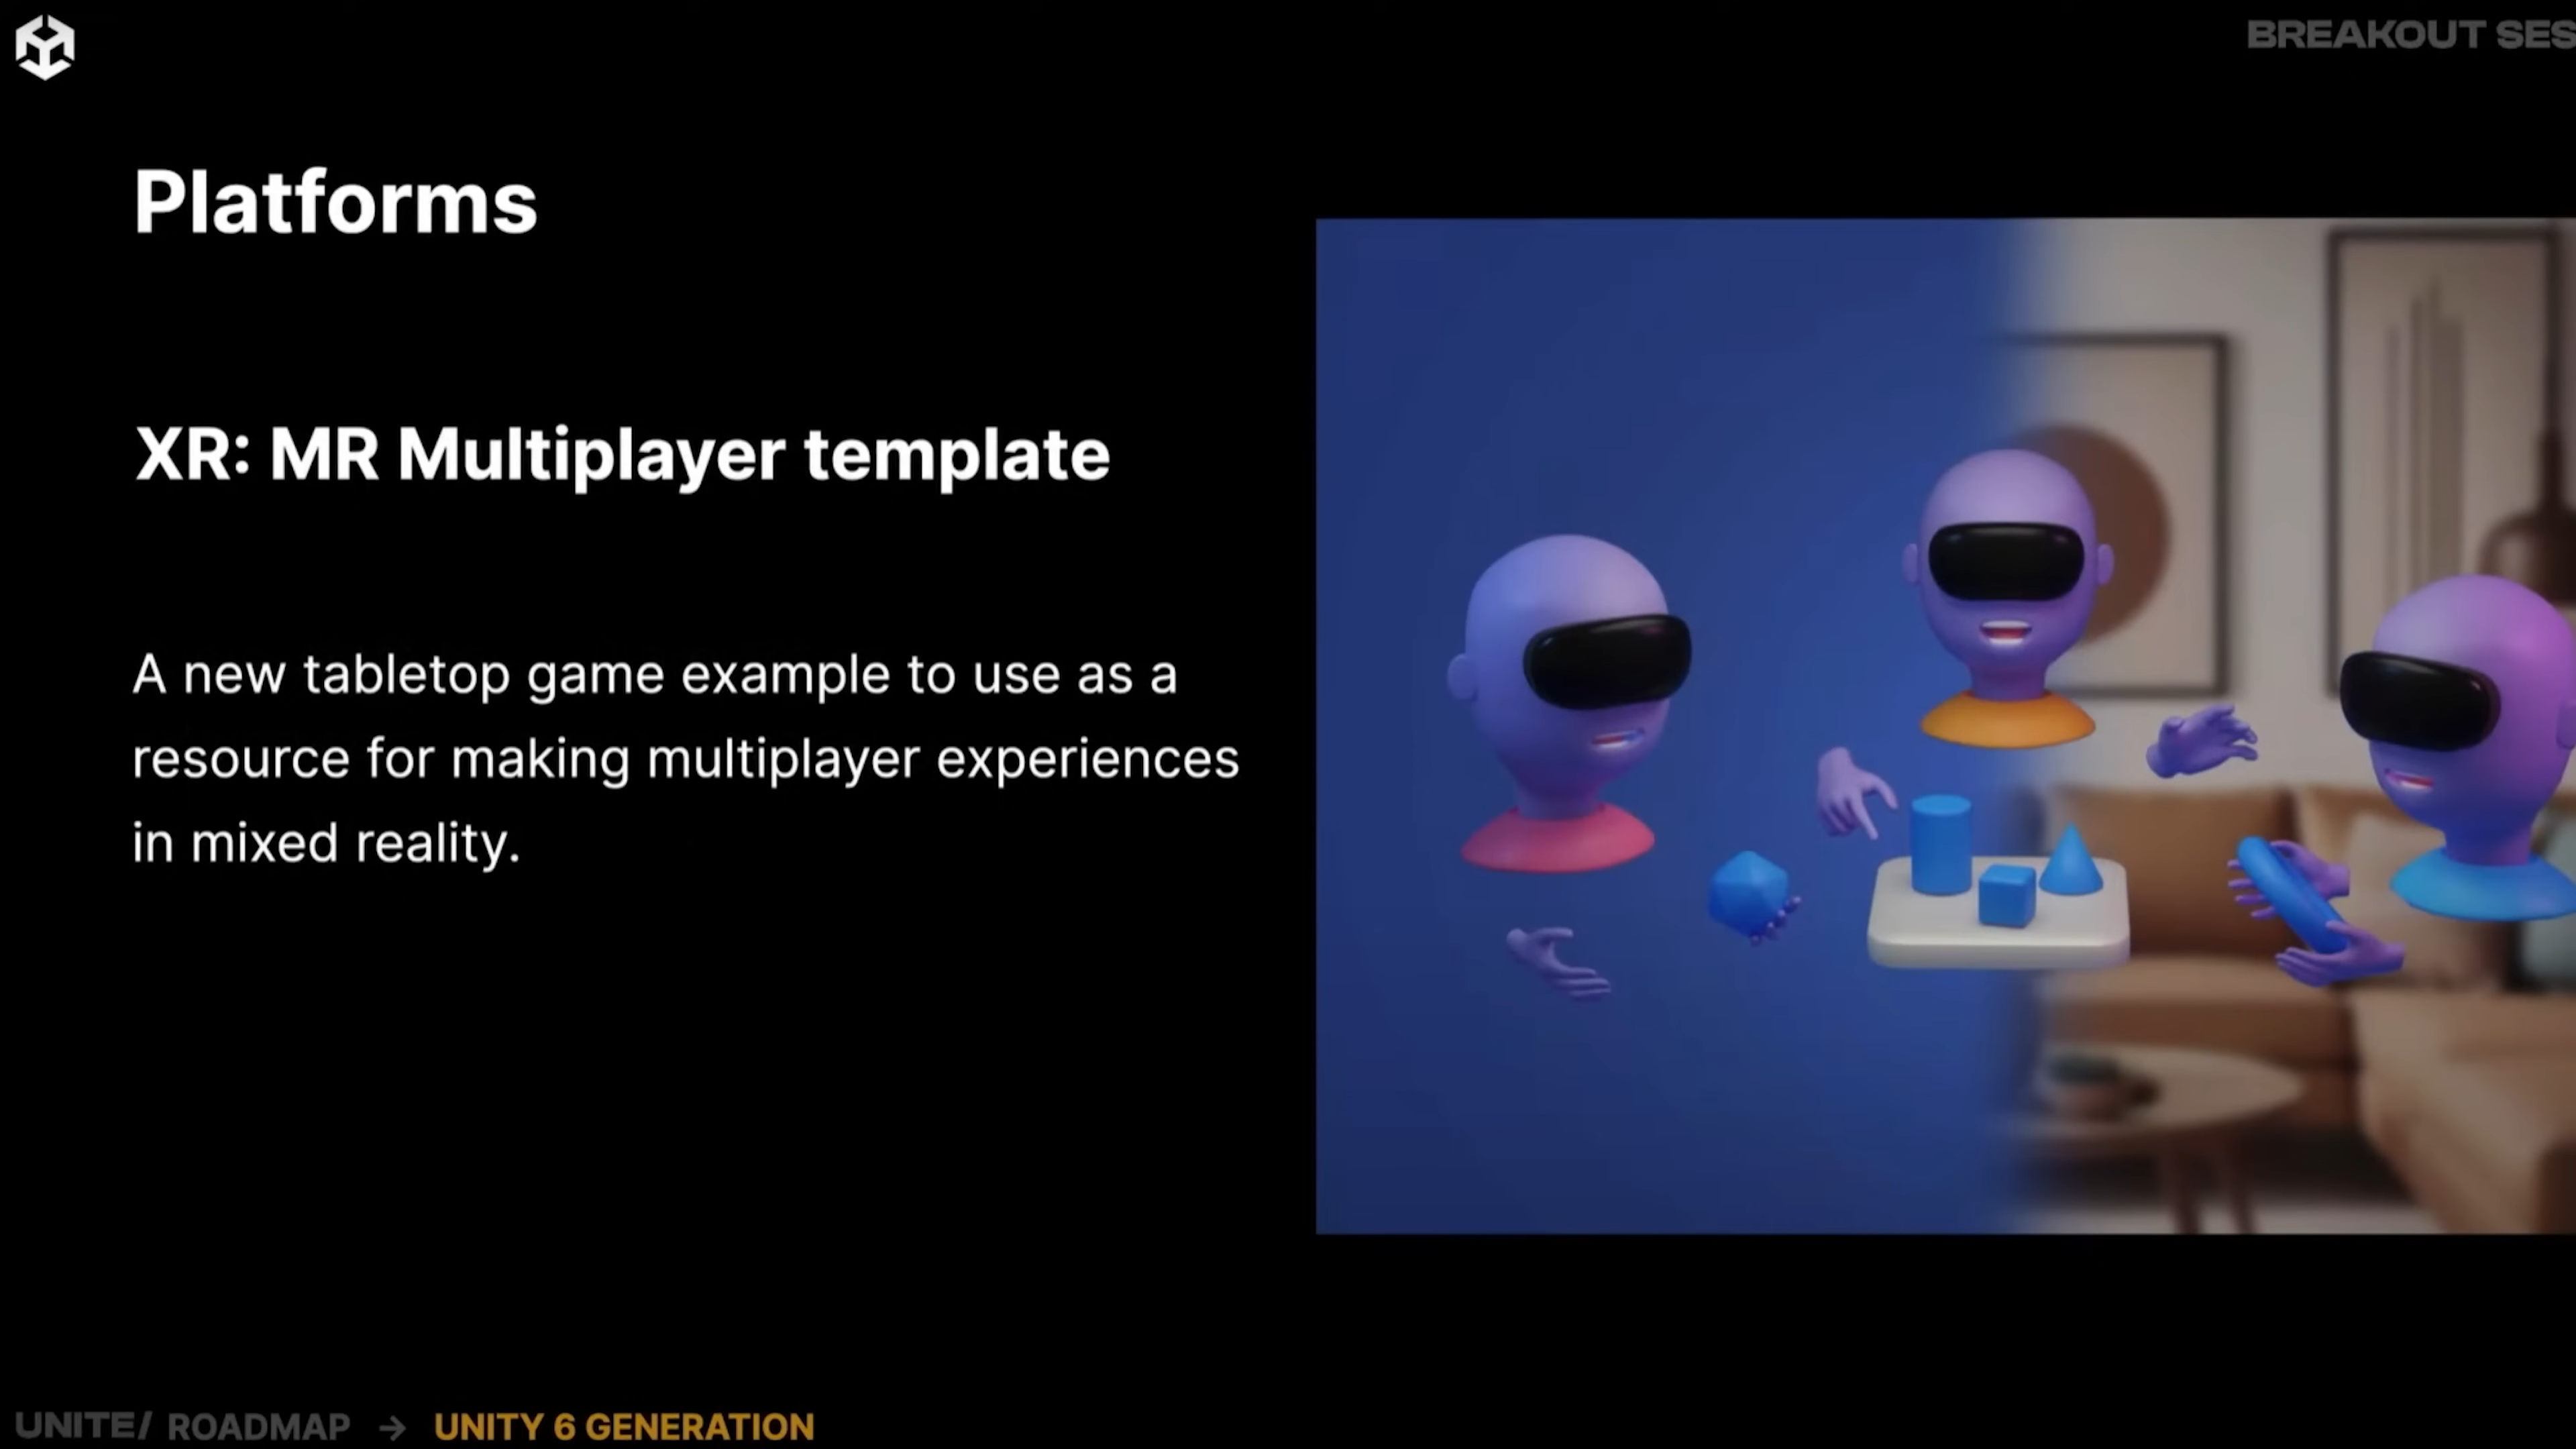 BREAKOUT SES
Platforms
XR: MR Multiplayer template
A new tabletop game example to use as a
resource for making multiplayer experiences
in mixed reality.
UNITE/ ROADMAP → UNITY 6 GENERATION